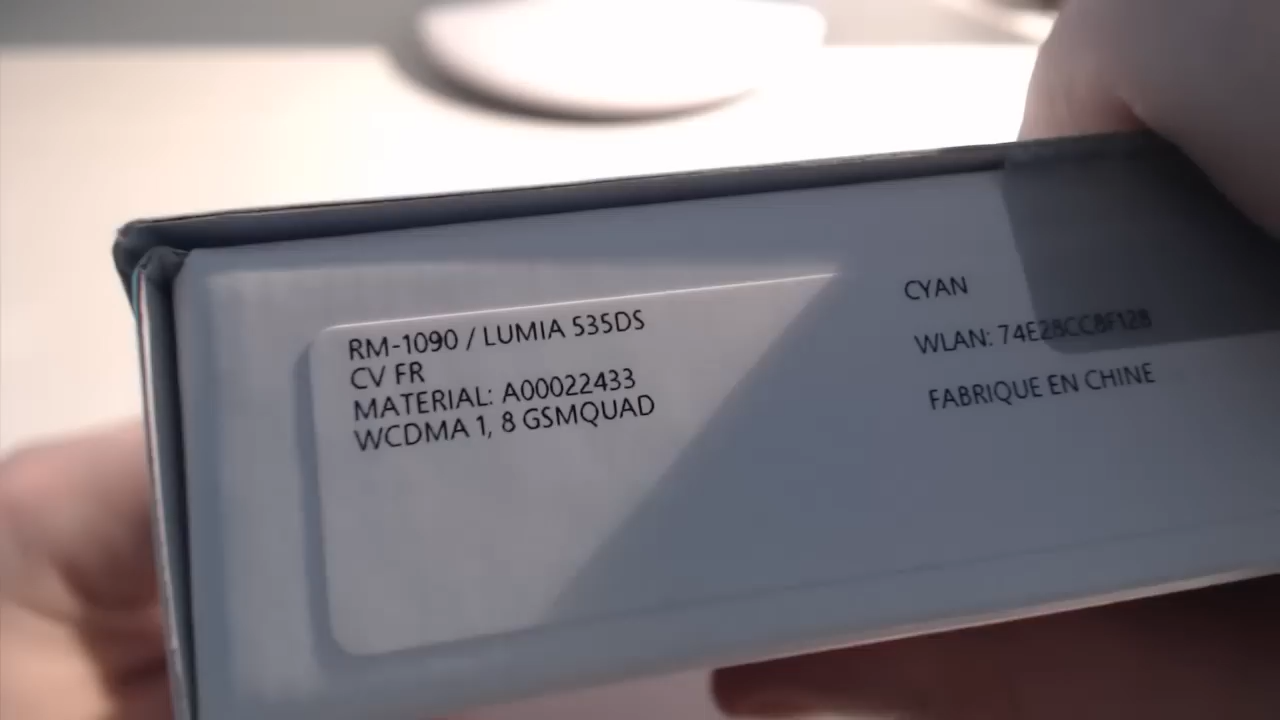 RM-1090 / LUMIA 535DS
CV FR
MATERIAL: A00022433
WCDMA 1, 8 GSMQUAD
CYAN
WLAN: 74E28CC8F128
FABRIQUE EN CHINE